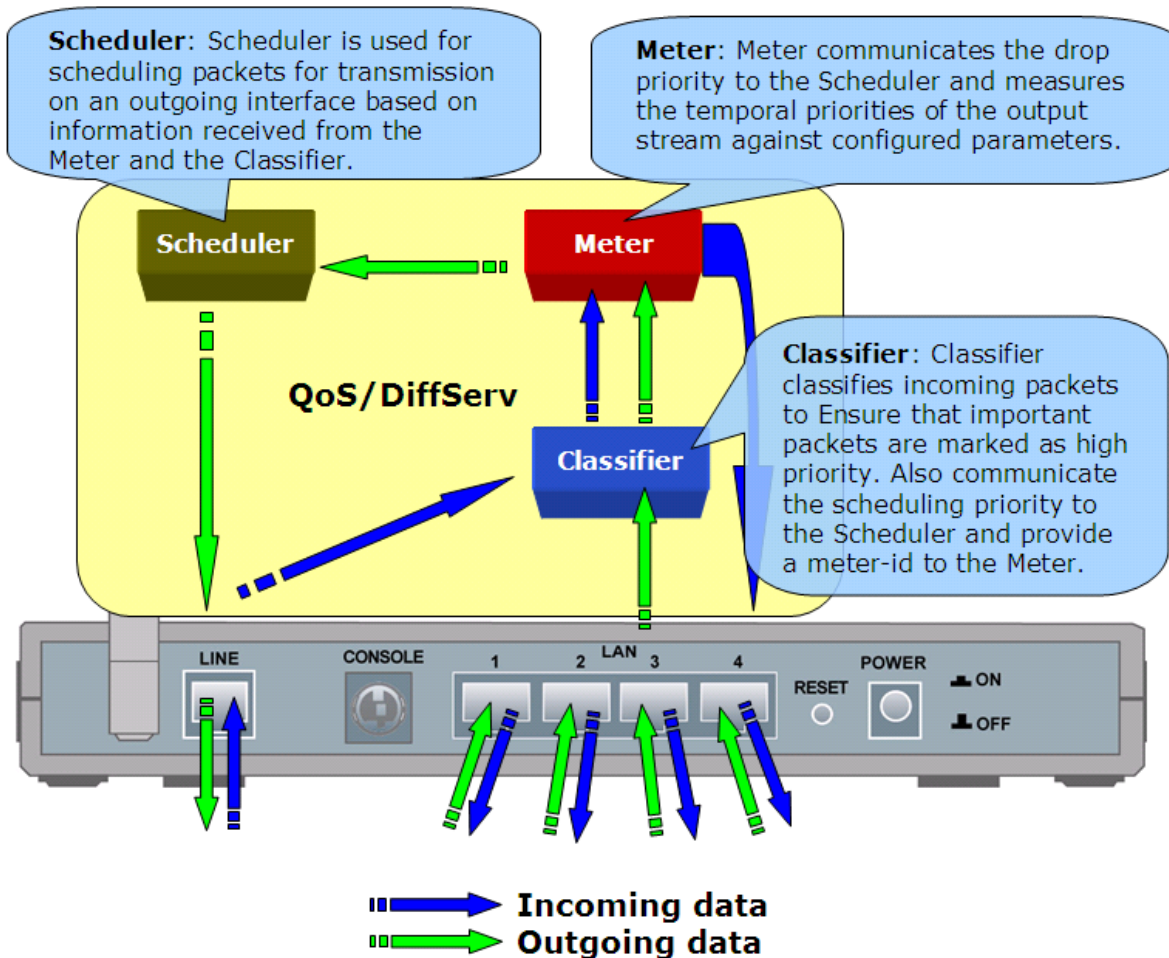 Scheduler: Scheduler is used for
scheduling packets for transmission
on an outgoing interface based on
information received from the
Meter and the Classifier.
Meter: Meter communicates the drop
priority to the Scheduler and measures
the temporal priorities of the output
stream against configured parameters.
Scheduler
Meter
QoS/DiffServ
Classifier
Classifier: Classifier
classifies incoming packets
to Ensure that important
packets are marked as high
priority. Also communicate
the scheduling priority to
the Scheduler and provide
a meter-id to the Meter.
LINE
CONSOLE
LAN
1 2 3 4
RESET
POWER
ON
OFF
Incoming data
Outgoing data